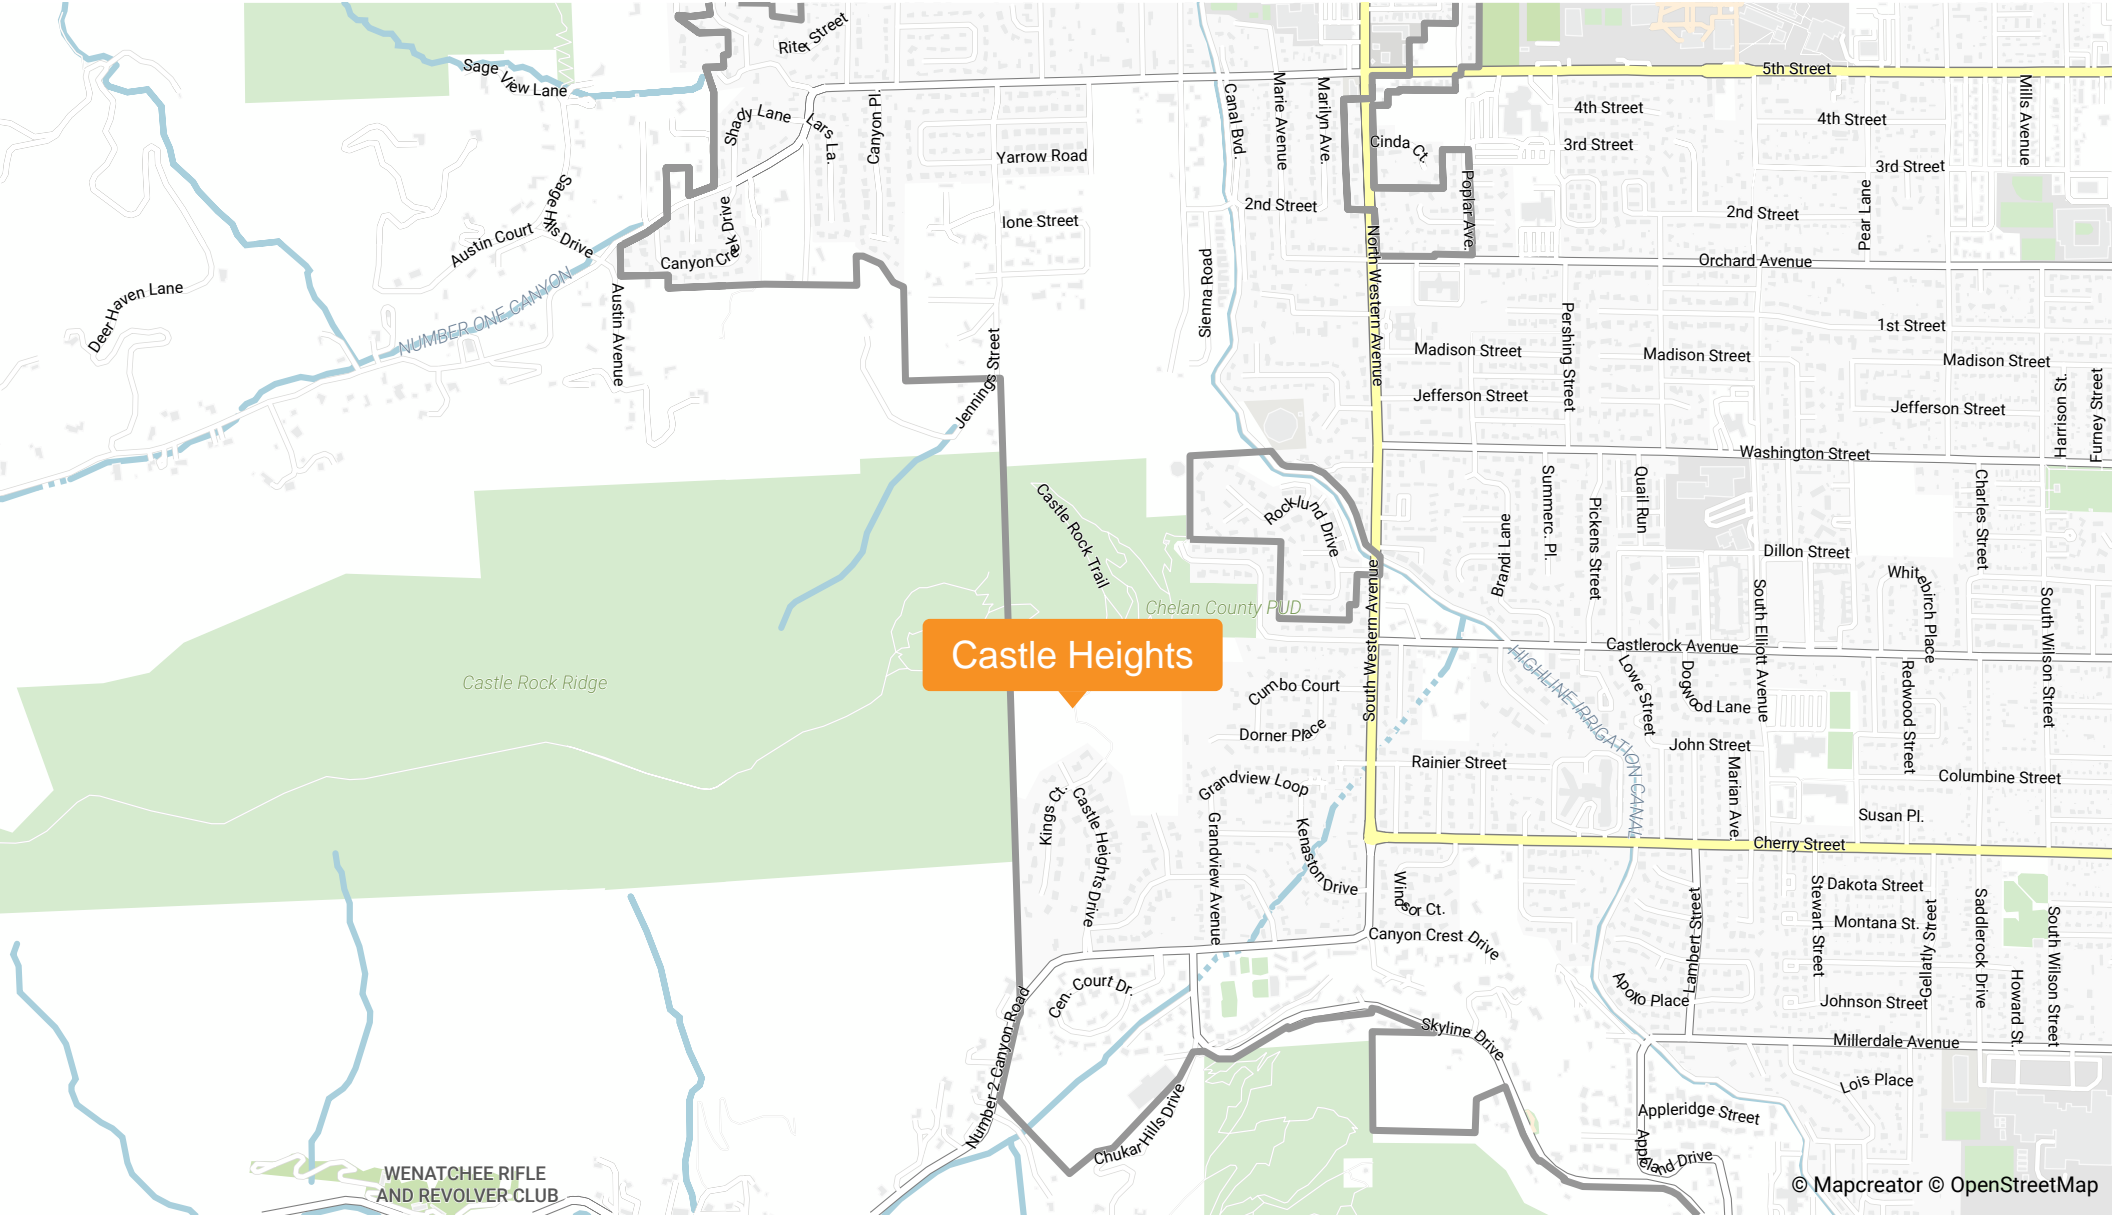 Riter Street
5th Street
Sage View Lane
4th Street
4th Street
Mills Avenue
Shady Lane
Lars La.
Canyon Pl.
Canal Bvd.
Marie Avenue
Marilyn Ave.
Cinda Ct.
3rd Street
3rd Street
Yarrow Road
Sage Hills Drive
Austin Court
Canyon Creek Drive
Ione Street
2nd Street
Poplar Ave.
2nd Street
Pear Lane
Orchard Avenue
Deer Haven Lane
NUMBER ONE CANYON
Austin Avenue
Jennings Street
Sienna Road
North Western Avenue
Pershing Street
1st Street
Madison Street
Madison Street
Madison Street
Jefferson Street
Jefferson Street
Harrison St.
Furney Street
Washington Street
Castle Rock Trail
Rocklund Drive
Brandi Lane
Summerc. Pl.
Pickens Street
Quail Run
Charles Street
Dillon Street
Whitebirch Place
Chelan County PUD
South Western Avenue
South Elliott Avenue
South Wilson Street
Castle Heights
Castlerock Avenue
Castle Rock Ridge
Cumbo Court
HIGHLINE IRRIGATION CANAL
Lowe Street
Dogwood Lane
Redwood Street
Dorner Place
John Street
Rainier Street
Marian Ave.
Columbine Street
Grandview Loop
Kings Ct.
Castle Heights Drive
Grandview Avenue
Kenaston Drive
Susan Pl.
Cherry Street
Windsor Ct.
Lambert Street
Stewart Street
Dakota Street
Montana St.
Gellatly Street
Saddlerock Drive
South Wilson Street
Canyon Crest Drive
Cen. Court Dr.
Apollo Place
Johnson Street
Howard St.
Number 2 Canyon Road
Skyline Drive
Millerdale Avenue
Lois Place
Chukar Hills Drive
Appleridge Street
Appleland Drive
WENATCHEE RIFLE
AND REVOLVER CLUB
© Mapcreator © OpenStreetMap